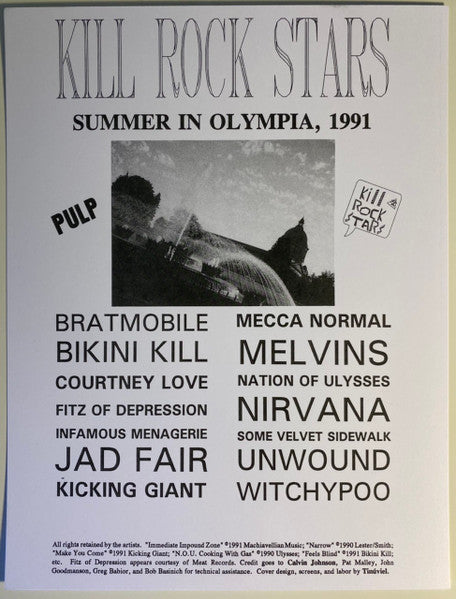 KILL ROCK STARS
SUMMER IN OLYMPIA, 1991
PULP
Kill
ROCK
STARS
BRATMOBILE
BIKINI KILL
COURTNEY LOVE
FITZ OF DEPRESSION
INFAMOUS MENAGERIE
JAD FAIR
KICKING GIANT
MECCA NORMAL
MELVINS
NATION OF ULYSSES
NIRVANA
SOME VELVET SIDEWALK
UNWOUND
WITCHYPOO
All rights retained by the artists. "Immediate Impound Zone" ©1991 Machiavellian Music; "Narrow" ©1990 Lester/Smith;
"Make You Come" ©1991 Kicking Giant; "N.O.U. Cooking With Gas" ©1990 Ulysses; "Feels Blind" ©1991 Bikini Kill;
etc. Fitz of Depression appears courtesy of Meat Records. Credit goes to Calvin Johnson, Pat Malley, John
Goodmanson, Greg Babior, and Bob Basinich for technical assistance. Cover design, screens, and labor by Tinúviel.